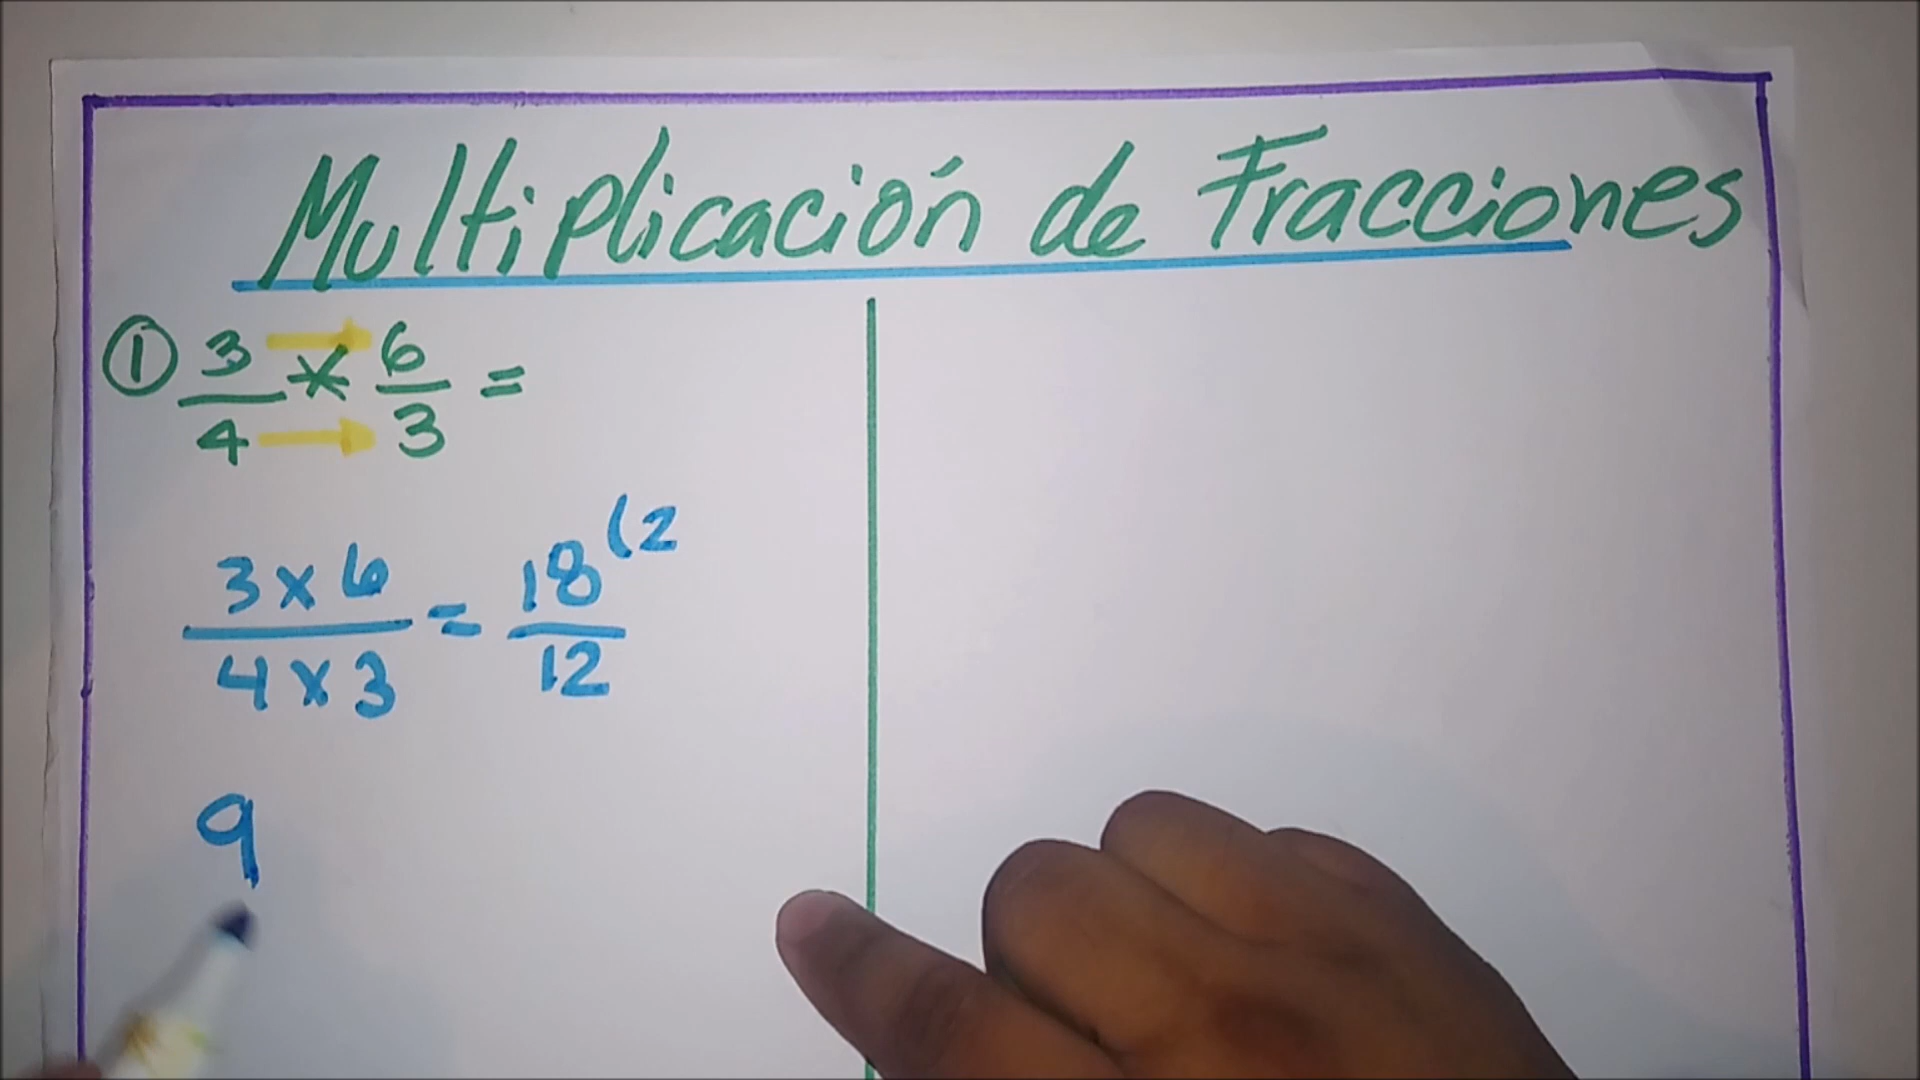 Multiplicación de Fracciones
① 3/4 × 6/3 =
3 x 6 / 4 x 3 = 18/12 (2
9